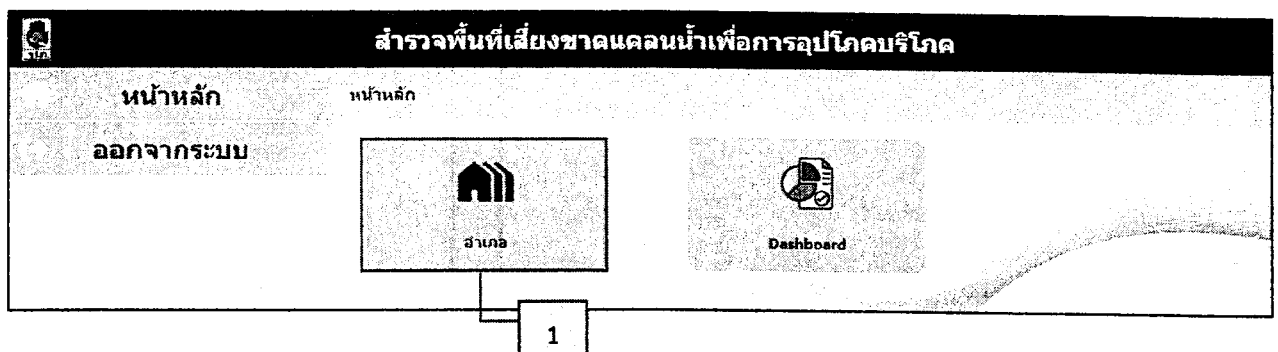 สำรวจพื้นที่เสี่ยงขาดแคลนน้ำเพื่อการอุปโภคบริโภค
หน้าหลัก
หน้าหลัก
ออกจากระบบ
อำเภอ
Dashboard
1